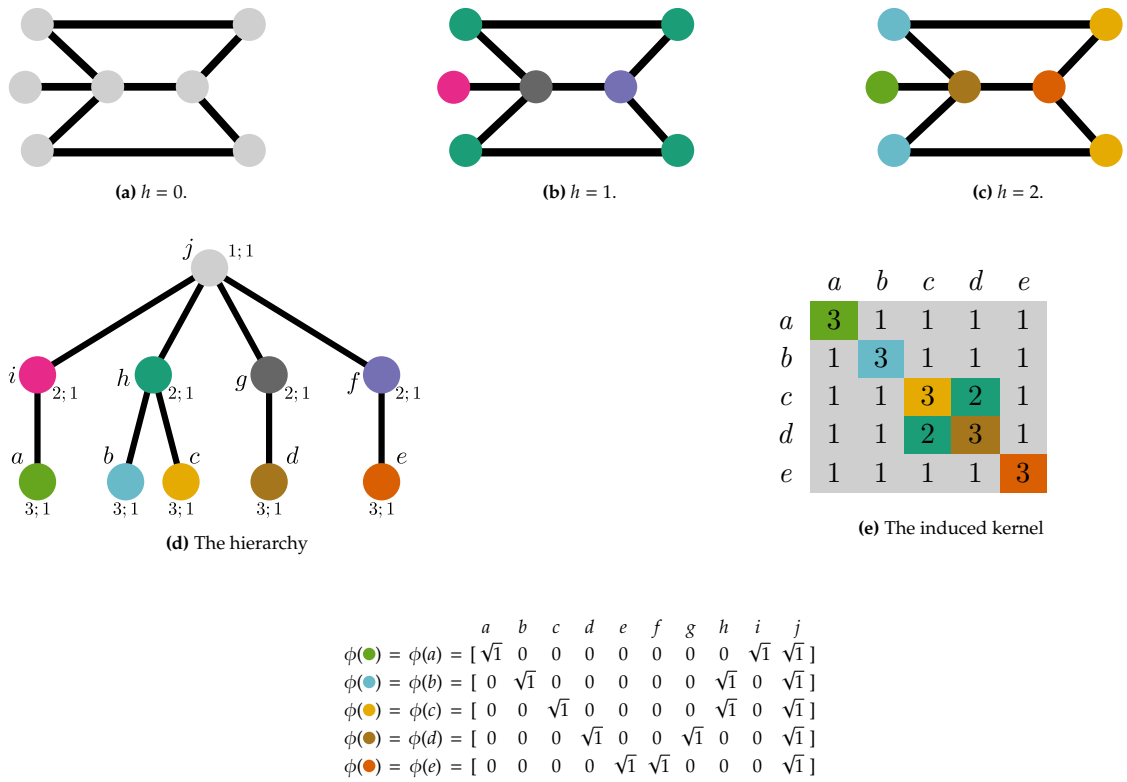 (a) h = 0.
(b) h = 1.
(c) h = 2.
j 1; 1
i 2; 1 h 2; 1 g 2; 1 f 2; 1
a b c d e
3; 1 3; 1 3; 1 3; 1 3; 1
(d) The hierarchy
a b c d e
a 3 1 1 1 1
b 1 3 1 1 1
c 1 1 3 2 1
d 1 1 2 3 1
e 1 1 1 1 3
(e) The induced kernel
a b c d e f g h i j
ϕ(●) = ϕ(a) = [ √1 0 0 0 0 0 0 0 √1 √1 ]
ϕ(●) = ϕ(b) = [ 0 √1 0 0 0 0 0 √1 0 √1 ]
ϕ(●) = ϕ(c) = [ 0 0 √1 0 0 0 0 √1 0 √1 ]
ϕ(●) = ϕ(d) = [ 0 0 0 √1 0 0 √1 0 0 √1 ]
ϕ(●) = ϕ(e) = [ 0 0 0 0 √1 √1 0 0 0 √1 ]